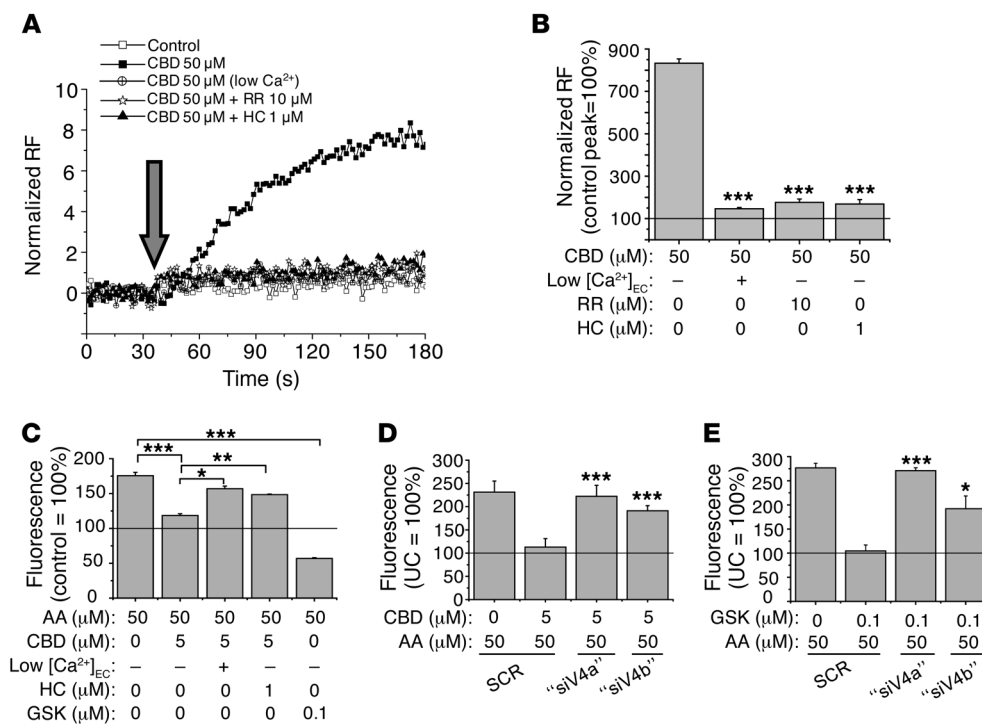 A
Control
CBD 50 µM
CBD 50 µM (low Ca²⁺)
CBD 50 µM + RR 10 µM
CBD 50 µM + HC 1 µM
Normalized RF
10
8
6
4
2
0
0 30 60 90 120 150 180
Time (s)
B
Normalized RF
(control peak=100%)
900
700
500
300
100
*** *** ***
CBD (µM): 50 50 50 50
Low [Ca²⁺]EC: – + – –
RR (µM): 0 0 10 0
HC (µM): 0 0 0 1
C
Fluorescence
(control = 100%)
200
150
100
50
0
***
*** **
*
AA (µM): 50 50 50 50 50
CBD (µM): 0 5 5 5 0
Low [Ca²⁺]EC: – – + – –
HC (µM): 0 0 0 1 0
GSK (µM): 0 0 0 0 0.1
D
Fluorescence
(UC = 100%)
300
250
200
150
100
50
0
*** ***
CBD (µM): 0 5 5 5
AA (µM): 50 50 50 50
SCR "siV4a" "siV4b"
E
Fluorescence
(UC = 100%)
300
250
200
150
100
50
0
*** *
GSK (µM): 0 0.1 0.1 0.1
AA (µM): 50 50 50 50
SCR "siV4a" "siV4b"